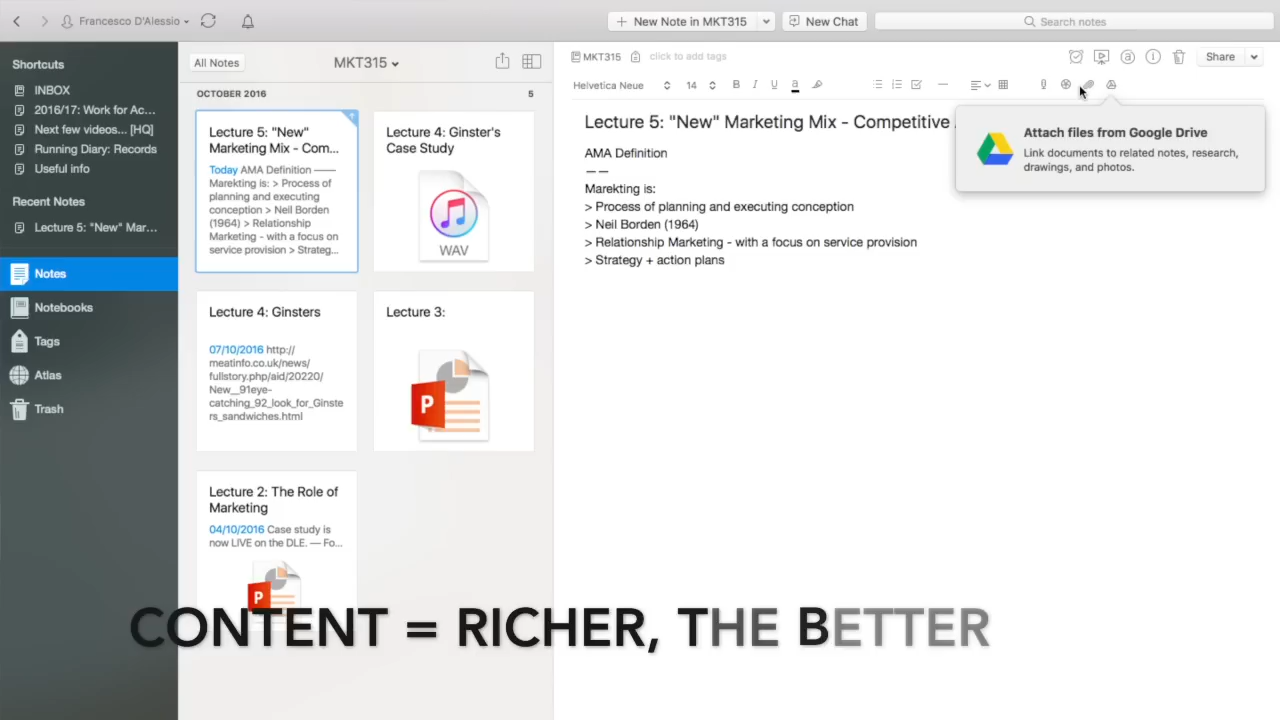 Francesco D'Alessio
New Note in MKT315
New Chat
Search notes
Shortcuts
INBOX
2016/17: Work for Ac...
Next few videos... [HQ]
Running Diary: Records
Useful info
Recent Notes
Lecture 5: "New" Mar...
Notes
Notebooks
Tags
Atlas
Trash
All Notes
MKT315
OCTOBER 2016
5
Lecture 5: "New"
Marketing Mix - Com...
Today AMA Definition ——
Marekting is: > Process of
planning and executing
conception > Neil Borden
(1964) > Relationship
Marketing - with a focus on
service provision > Strateg...
Lecture 4: Ginster's
Case Study
WAV
Lecture 4: Ginsters
07/10/2016 http://
meatinfo.co.uk/news/
fullstory.php/aid/20220/
New__91eye-
catching_92_look_for_Ginste
rs_sandwiches.html
Lecture 3:
P
Lecture 2: The Role of
Marketing
04/10/2016 Case study is
now LIVE on the DLE. — Fo...
P
MKT315
click to add tags
Share
Helvetica Neue
14
B I U a
Lecture 5: "New" Marketing Mix - Competitive
AMA Definition
— —
Marekting is:
> Process of planning and executing conception
> Neil Borden (1964)
> Relationship Marketing - with a focus on service provision
> Strategy + action plans
Attach files from Google Drive
Link documents to related notes, research,
drawings, and photos.
CONTENT = RICHER, THE BETTER